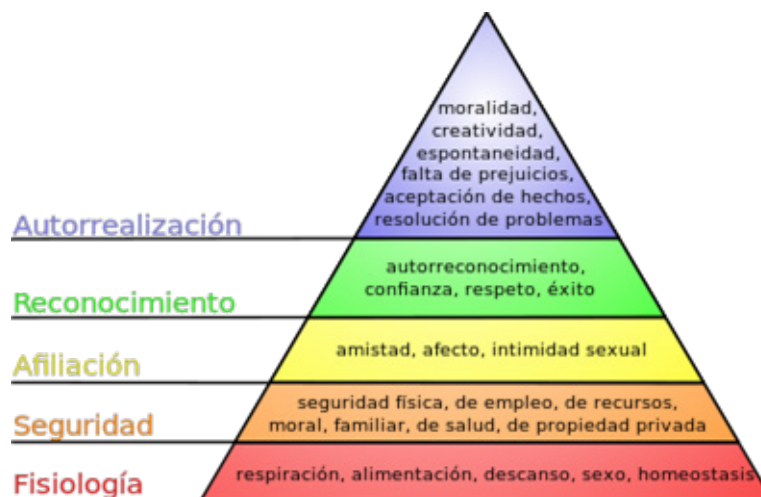 moralidad,
creatividad,
espontaneidad,
falta de prejuicios,
aceptación de hechos,
resolución de problemas
Autorrealización
autorreconocimiento,
confianza, respeto, éxito
Reconocimiento
amistad, afecto, intimidad sexual
Afiliación
seguridad física, de empleo, de recursos,
moral, familiar, de salud, de propiedad privada
Seguridad
respiración, alimentación, descanso, sexo, homeostasis
Fisiología